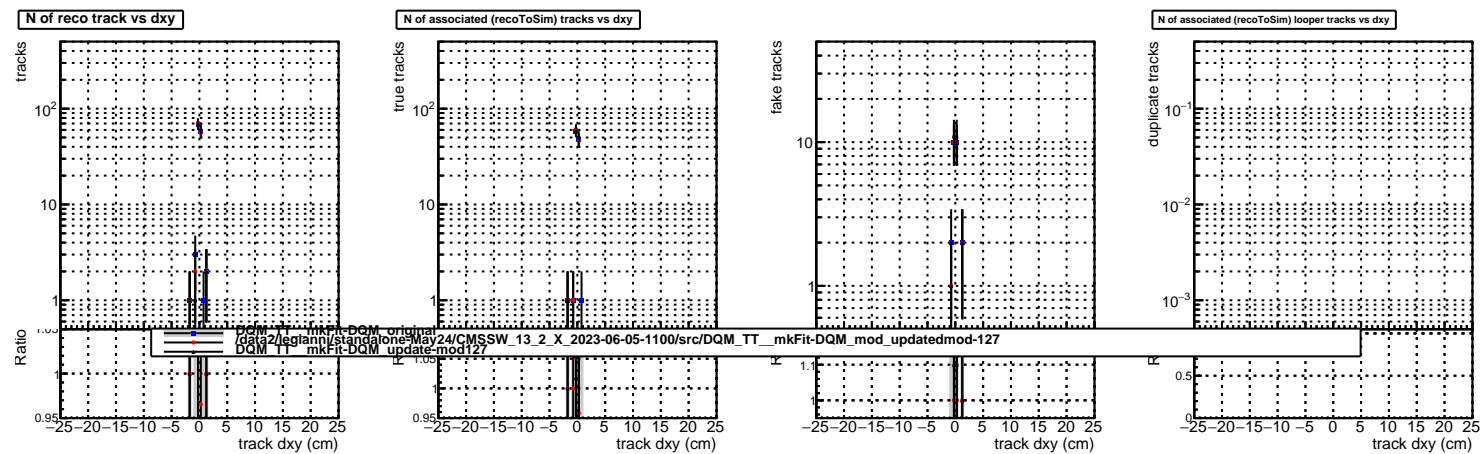 N of reco track vs dxy
tracks
10²
10
1
Ratio
1
0.95
−25 −20 −15 −10 −5 0 5 10 15 20 25
track dxy (cm)
N of associated (recoToSim) tracks vs dxy
true tracks
10²
10
1
1.05
1
0.95
−25 −20 −15 −10 −5 0 5 10 15 20 25
track dxy (cm)
fake tracks
10
1
1.1
1
−25 −20 −15 −10 −5 0 5 10 15 20 25
track dxy (cm)
N of associated (recoToSim) looper tracks vs dxy
duplicate tracks
10⁻¹
10⁻²
10⁻³
0.5
0
−25 −20 −15 −10 −5 0 5 10 15 20 25
track dxy (cm)
DQM_TT__mkFit-DQM_original
/data2/legianni/standalone-May24/CMSSW_13_2_X_2023-06-05-1100/src/DQM_TT__mkFit-DQM_mod_updatedmod-127
DQM_TT__mkFit-DQM_update-mod127